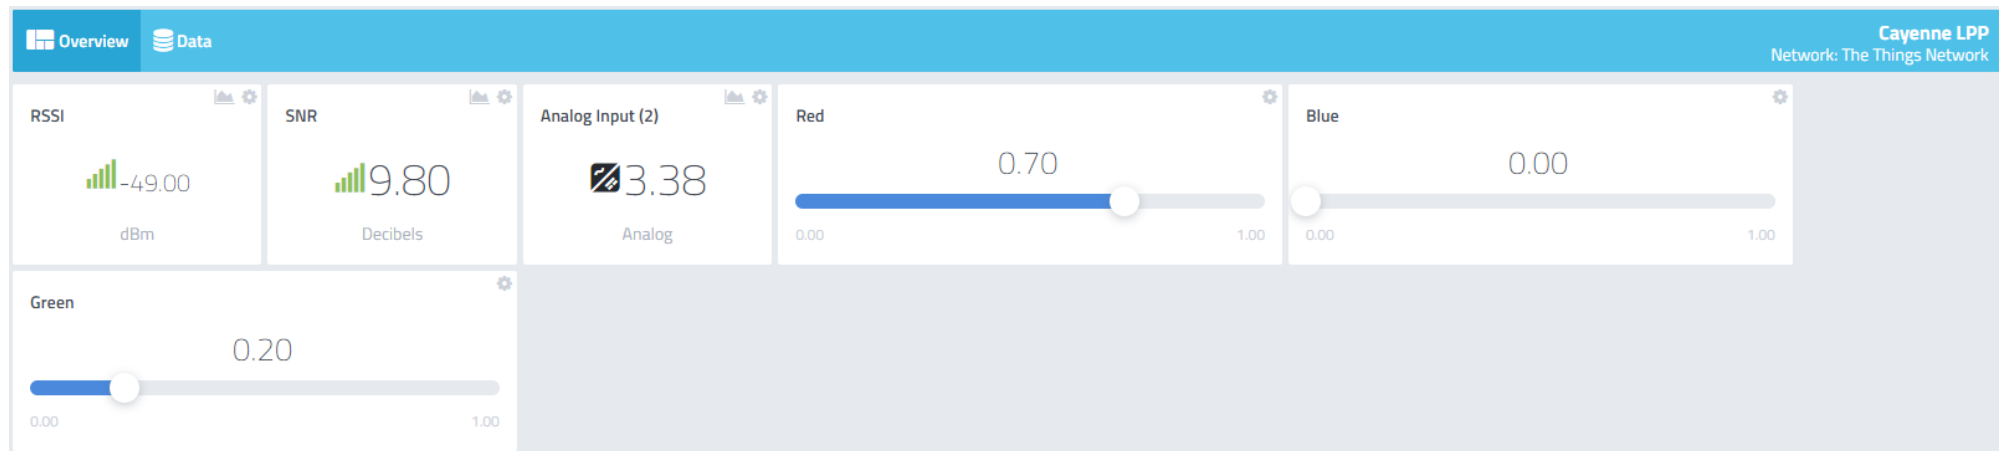 Overview
Data
Cayenne LPP
Network: The Things Network
RSSI
-49.00
dBm
SNR
9.80
Decibels
Analog Input (2)
3.38
Analog
Red
0.70
0.00 1.00
Blue
0.00
0.00 1.00
Green
0.20
0.00 1.00